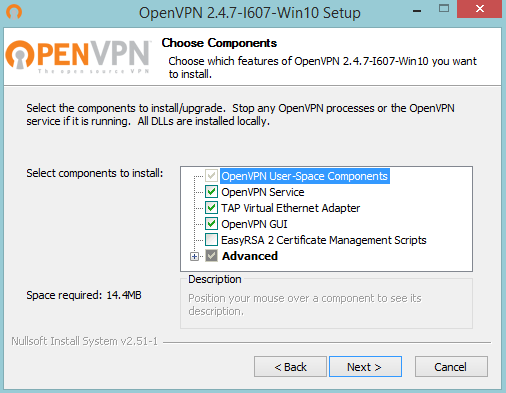 OpenVPN 2.4.7-I607-Win10 Setup
OPENVPN™
The open source VPN
Choose Components
Choose which features of OpenVPN 2.4.7-I607-Win10 you want
to install.
Select the components to install/upgrade. Stop any OpenVPN processes or the OpenVPN
service if it is running. All DLLs are installed locally.
Select components to install:
OpenVPN User-Space Components
OpenVPN Service
TAP Virtual Ethernet Adapter
OpenVPN GUI
EasyRSA 2 Certificate Management Scripts
Advanced
Space required: 14.4MB
Description
Position your mouse over a component to see its
description.
Nullsoft Install System v2.51-1
< Back
Next >
Cancel